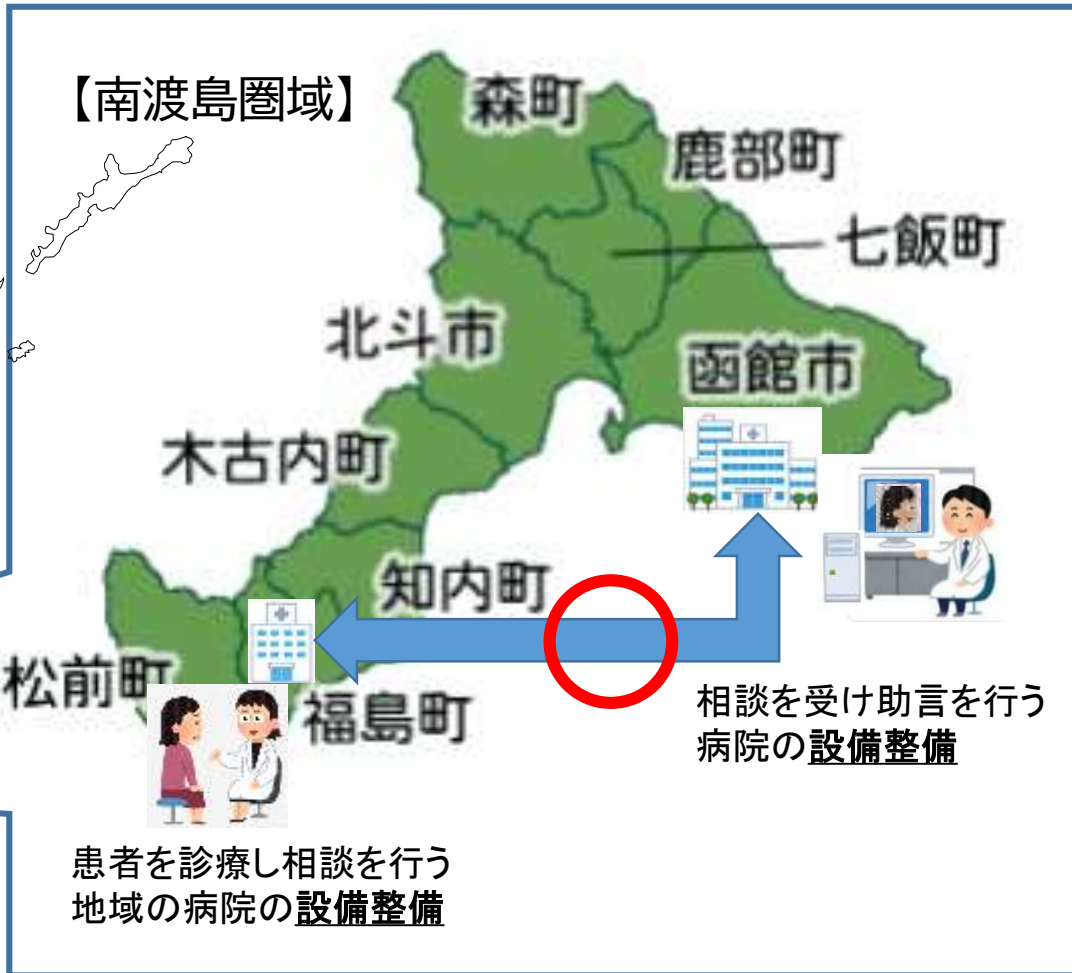 【南渡島圏域】
森町
鹿部町
七飯町
北斗市
函館市
木古内町
知内町
松前町
福島町
相談を受け助言を行う
病院の設備整備
患者を診療し相談を行う
地域の病院の設備整備